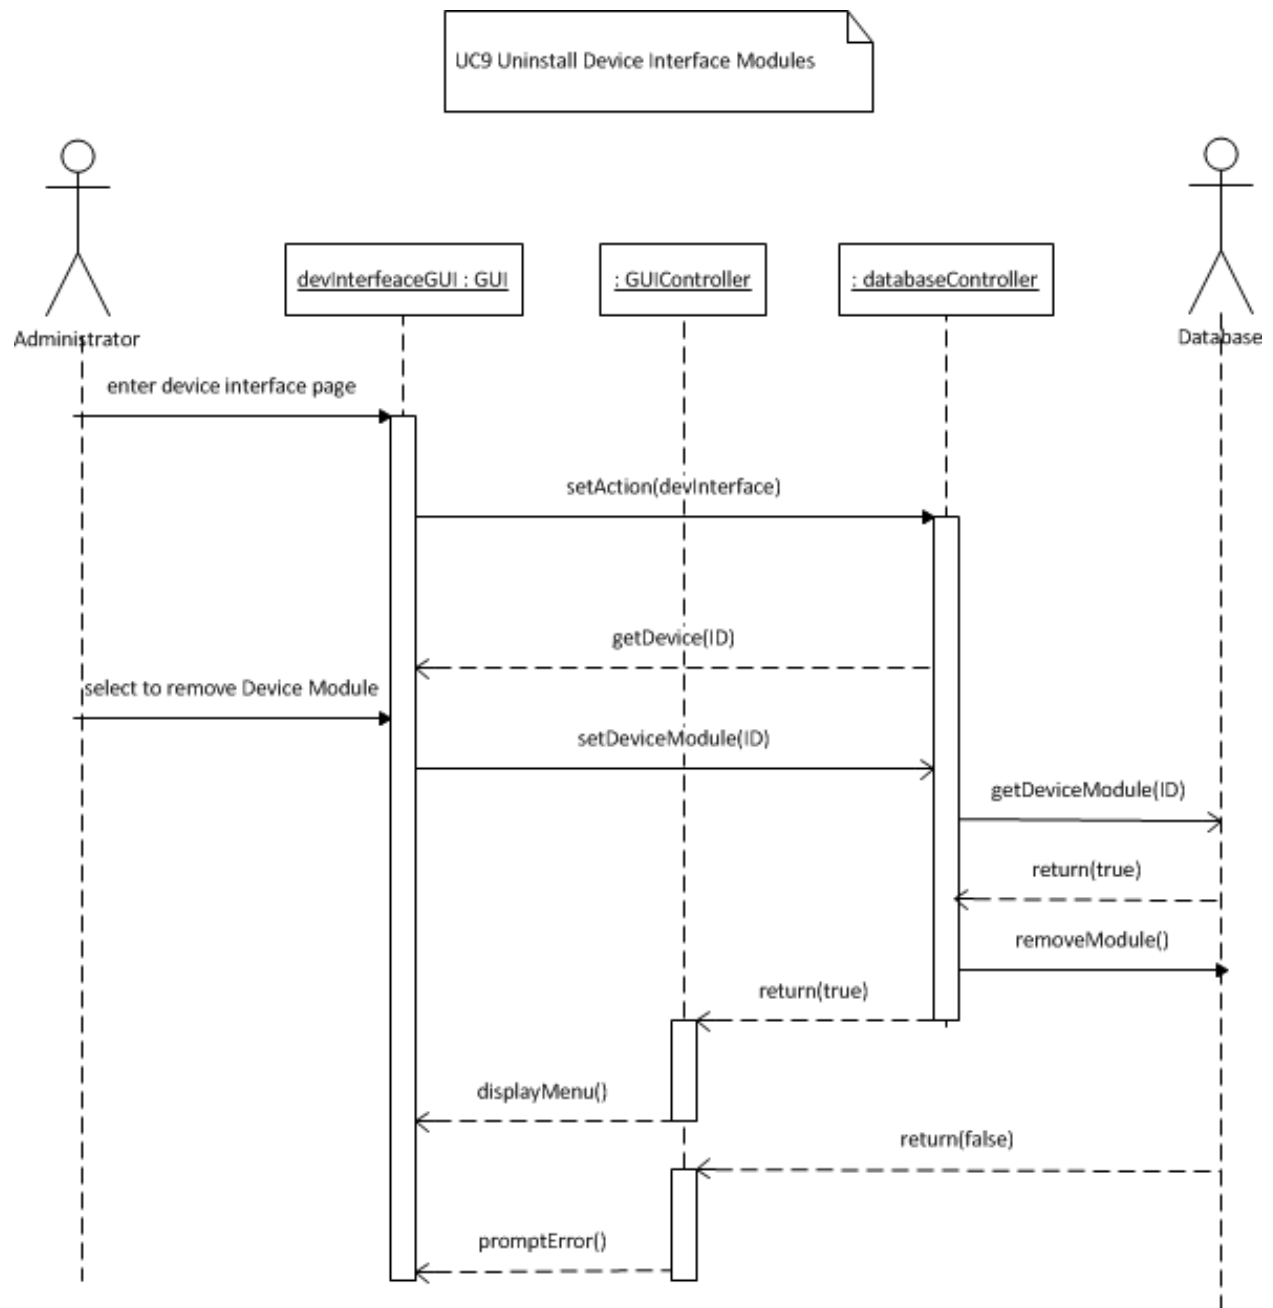 UC9 Uninstall Device Interface Modules
devInterfeaceGUI : GUI
: GUIController
: databaseController
Administrator
Database
enter device interface page
setAction(devInterface)
getDevice(ID)
select to remove Device Module
setDeviceModule(ID)
getDeviceModule(ID)
return(true)
removeModule()
return(true)
displayMenu()
return(false)
promptError()